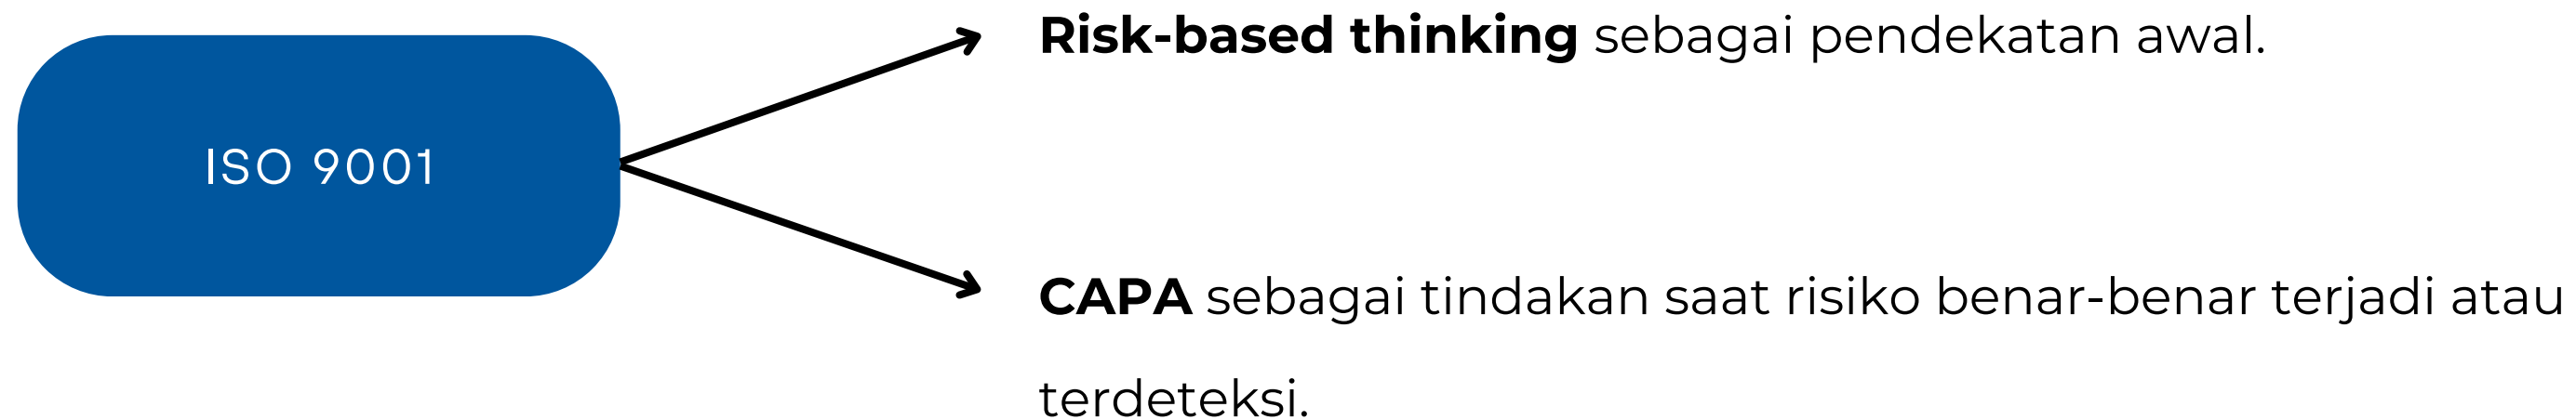 Risk-based thinking sebagai pendekatan awal.
ISO 9001
CAPA sebagai tindakan saat risiko benar-benar terjadi atau
terdeteksi.